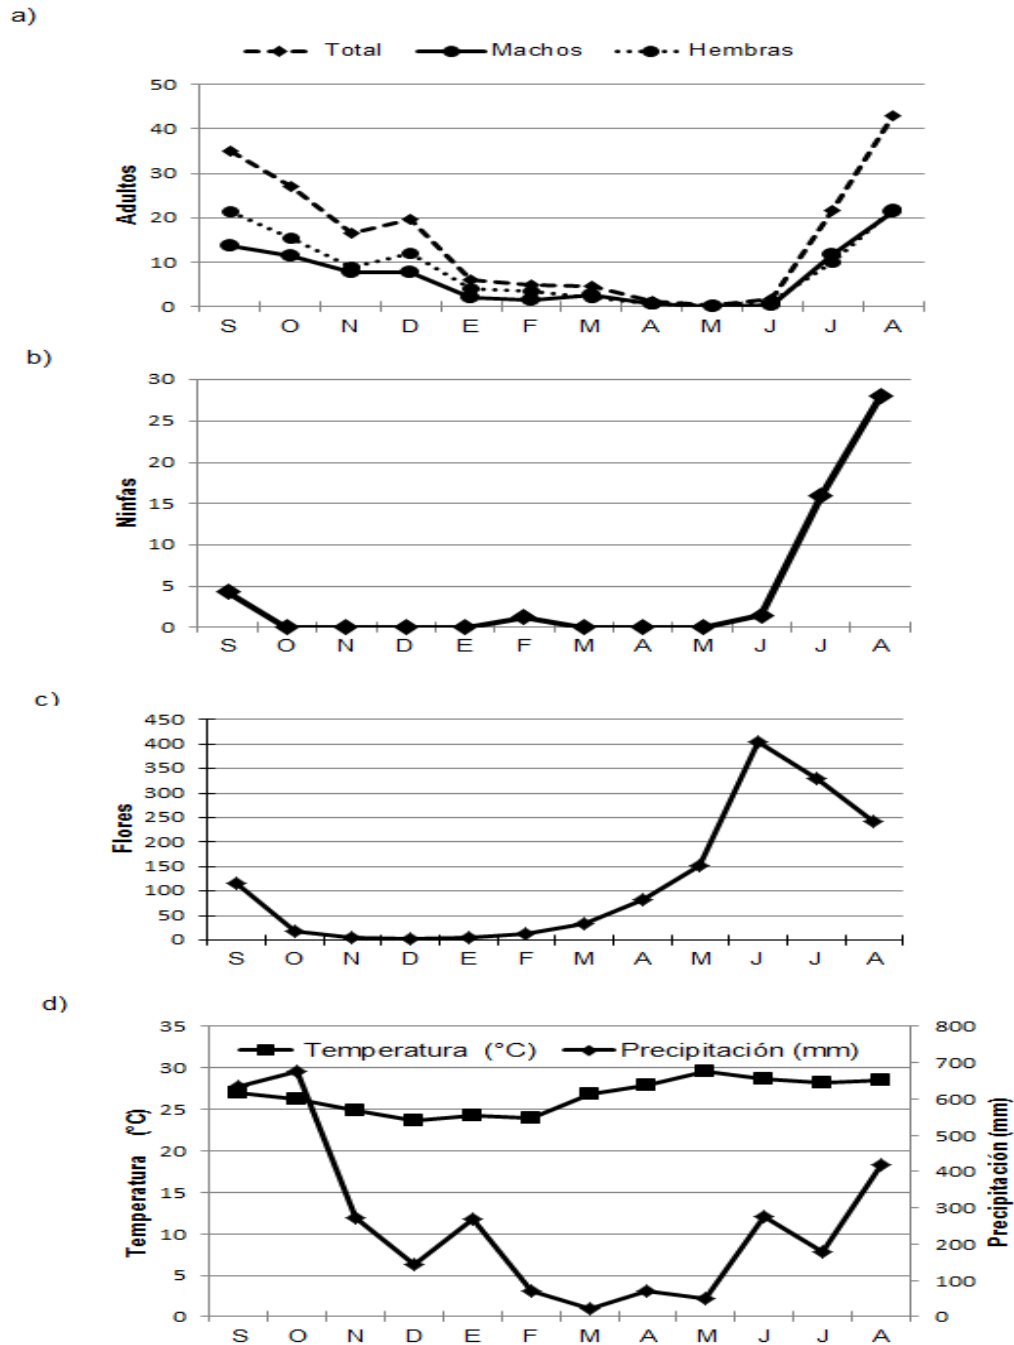 a)
Total Machos Hembras
50
40
30
20
10
0
Adultos
S O N D E F M A M J J A
b)
30
25
20
15
10
5
0
Ninfas
S O N D E F M A M J J A
c)
450
400
350
300
250
200
150
100
50
0
Flores
S O N D E F M A M J J A
d)
Temperatura (°C) Precipitación (mm)
35
30
25
20
15
10
5
0
Temperatura (°C)
800
700
600
500
400
300
200
100
0
Precipitación (mm)
S O N D E F M A M J J A